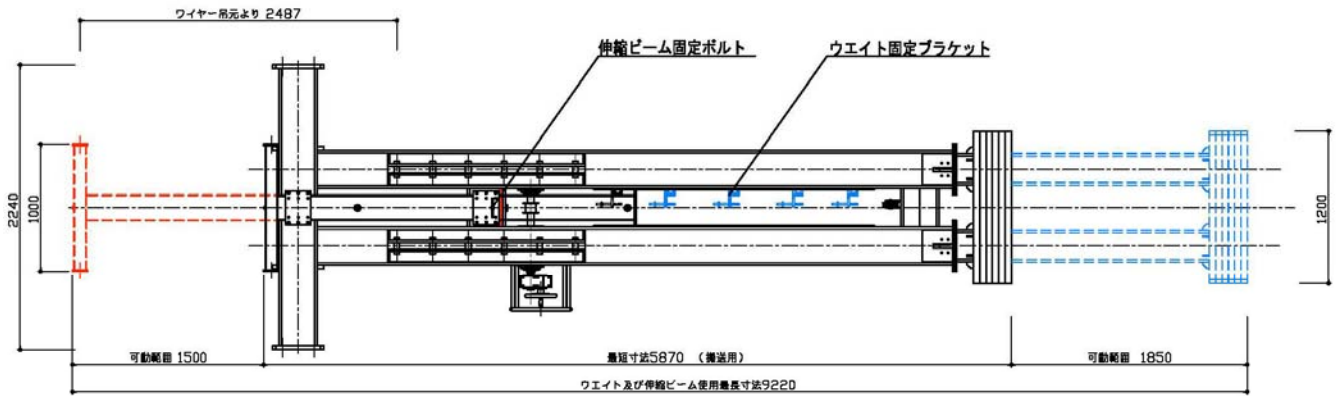 ワイヤー吊元より 2487
伸縮ビーム固定ボルト
ウエイト固定ブラケット
2240
1000
1200
可動範囲 1500
最短寸法5870 (搬送用)
可動範囲 1850
ウエイト及び伸縮ビーム使用最長寸法9220